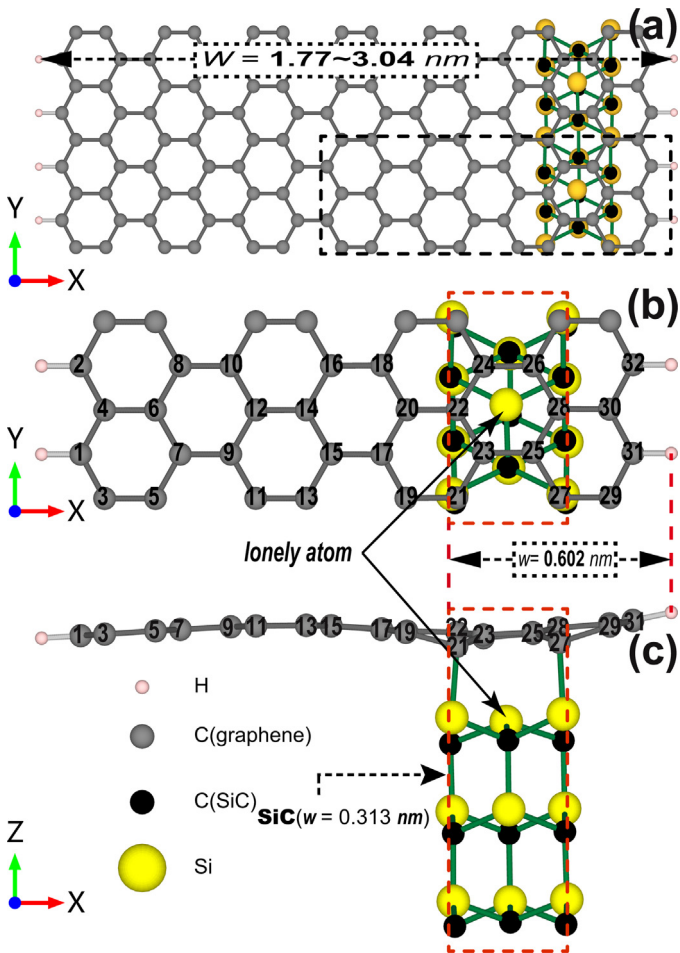 (a)
W = 1.77~3.04 nm
Y
X
(b)
2 8 10 16 18 24 26 32
4 6 12 14 20 22 28 30
1 7 9 15 17 23 25 31
3 5 11 13 19 21 27 29
Y
X
lonely atom
w= 0.602 nm
1 3 5 7 9 11 13 15 17 19 22 21 23 25 28 27 29 31
(c)
H
C(graphene)
C(SiC)
SiC(w = 0.313 nm)
Si
Z
X